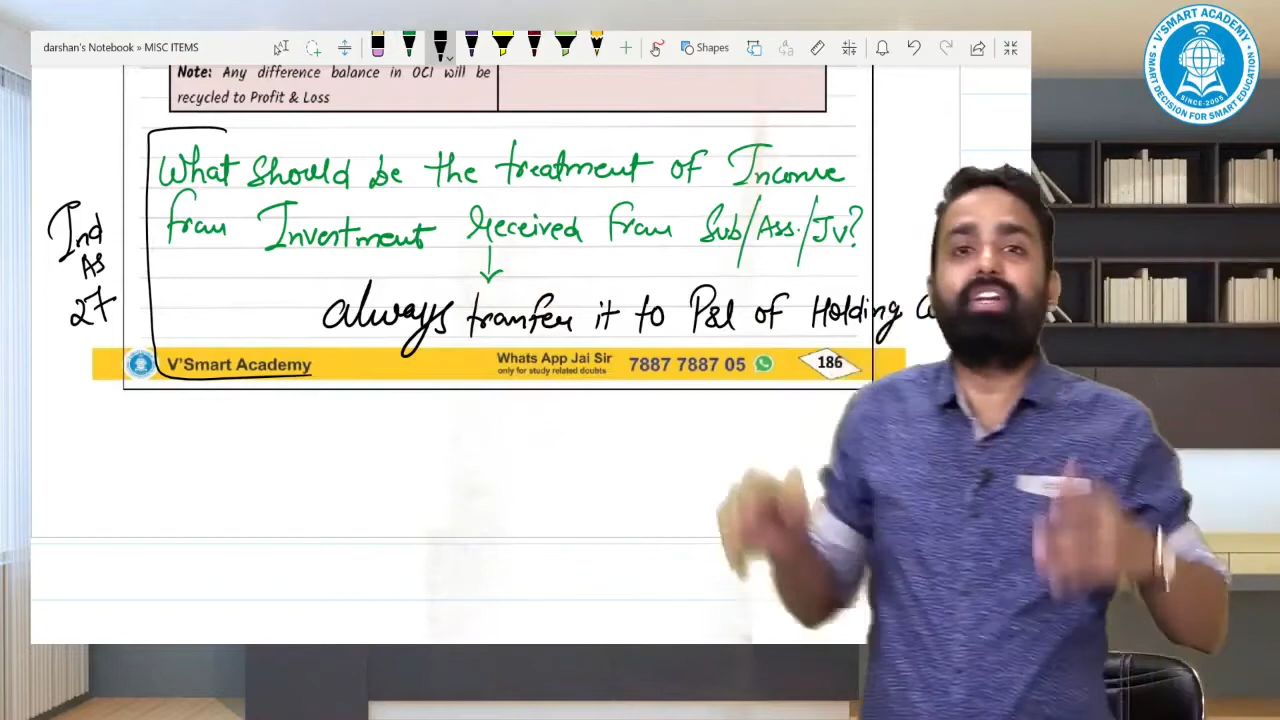 darshan's Notebook » MISC ITEMS
Shapes
V'SMART ACADEMY
SINCE-2005
SMART DECISION FOR SMART EDUCATION
Note: Any difference balance in OCI will be
recycled to Profit & Loss
What should be the treatment of Income
from Investment received from Sub/Ass./JV?
Ind
AS
27
always transfer it to P&L of Holding
V'Smart Academy
Whats App Jai Sir
only for study related doubts
7887 7887 05
186